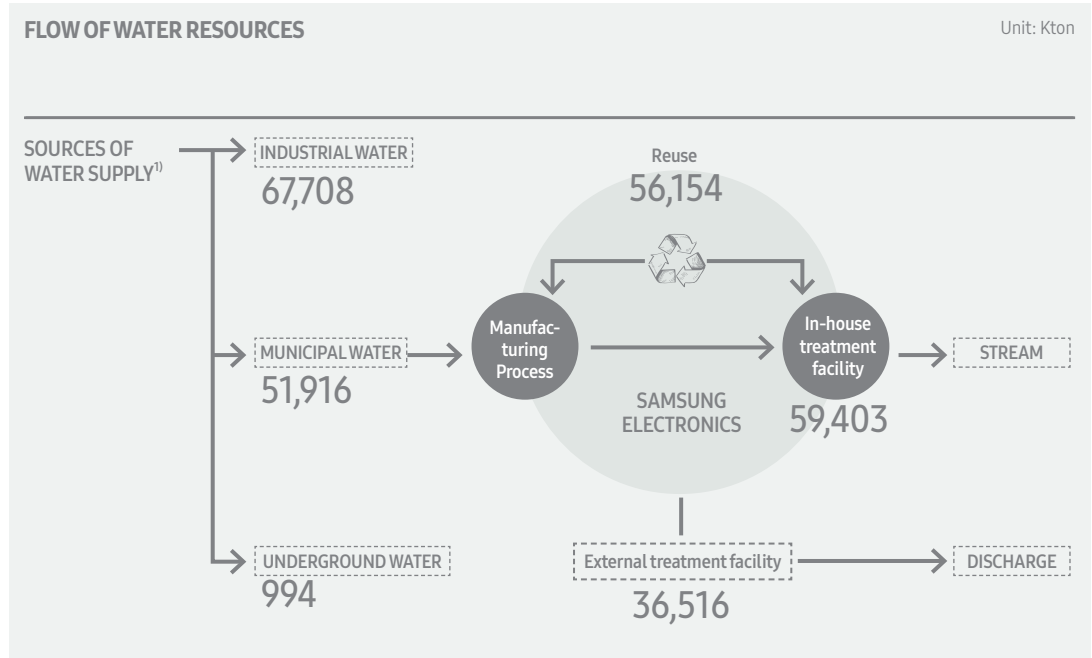 FLOW OF WATER RESOURCES
Unit: Kton
SOURCES OF
WATER SUPPLY1)
INDUSTRIAL WATER
67,708
MUNICIPAL WATER
51,916
UNDERGROUND WATER
994
Reuse
56,154
Manufac-
turing
Process
In-house
treatment
facility
59,403
SAMSUNG
ELECTRONICS
STREAM
External treatment facility
36,516
DISCHARGE